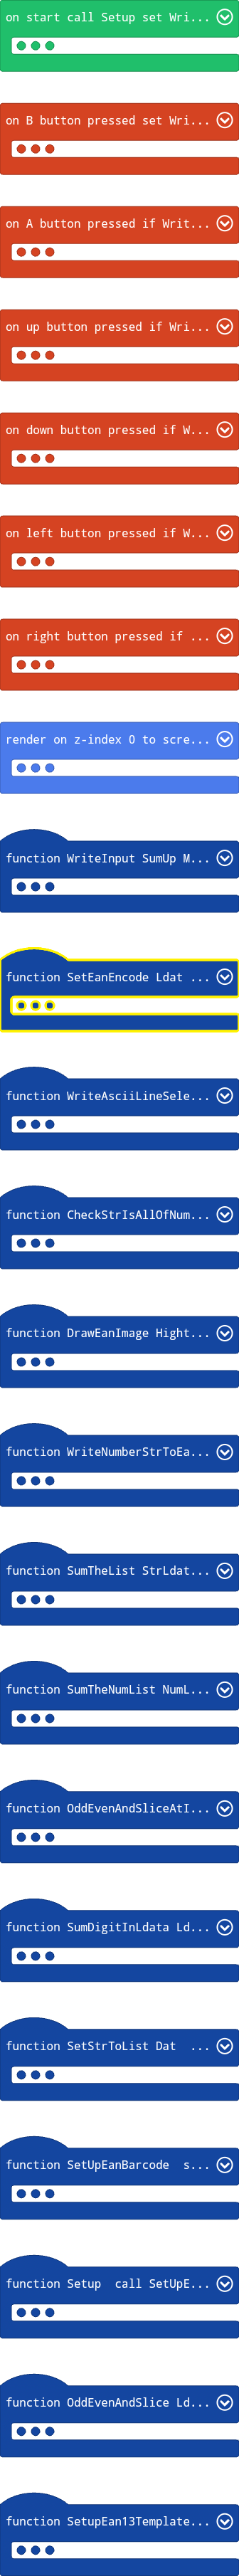 on start call Setup set Wri...
on B button pressed set Wri...
on A button pressed if Writ...
on up button pressed if Wri...
on down button pressed if W...
on left button pressed if W...
on right button pressed if ...
render on z-index 0 to scre...
function WriteInput SumUp M...
function SetEanEncode Ldat ...
function WriteAsciiLineSele...
function CheckStrIsAllOfNum...
function DrawEanImage Hight...
function WriteNumberStrToEa...
function SumTheList StrLdat...
function SumTheNumList NumL...
function OddEvenAndSliceAtI...
function SumDigitInLdata Ld...
function SetStrToList Dat ...
function SetUpEanBarcode s...
function Setup call SetUpE...
function OddEvenAndSlice Ld...
function SetupEan13Template...